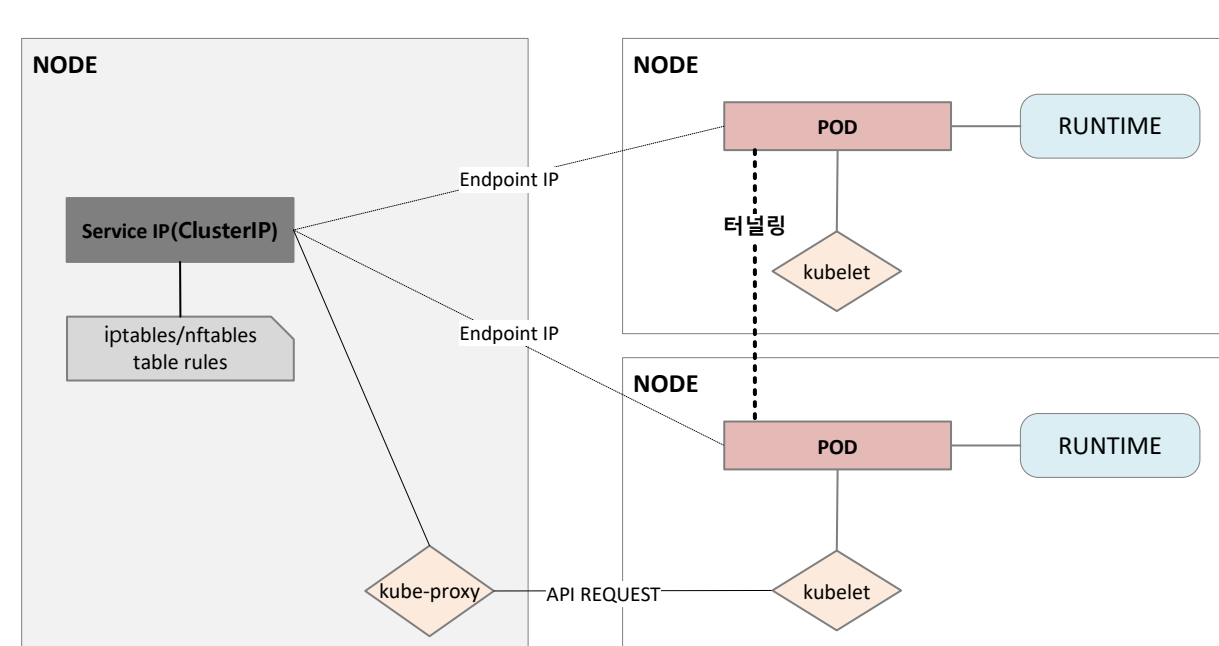 NODE
Service IP(ClusterIP)
iptables/nftables
table rules
kube-proxy
Endpoint IP
Endpoint IP
API REQUEST
NODE
POD
RUNTIME
터널링
kubelet
NODE
POD
RUNTIME
kubelet